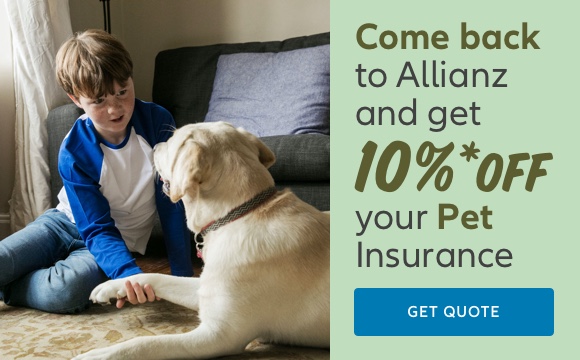 Come back
to Allianz
and get
10%*OFF
your Pet
Insurance
GET QUOTE